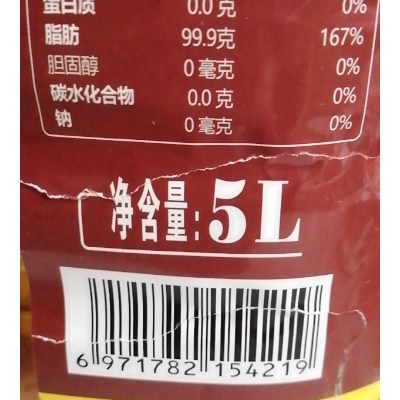 蛋白质 0.0克 0%
脂肪 99.9克 167%
胆固醇 0毫克 0%
碳水化合物 0.0克 0%
钠 0毫克 0%
净含量:5L
6 971782 154219